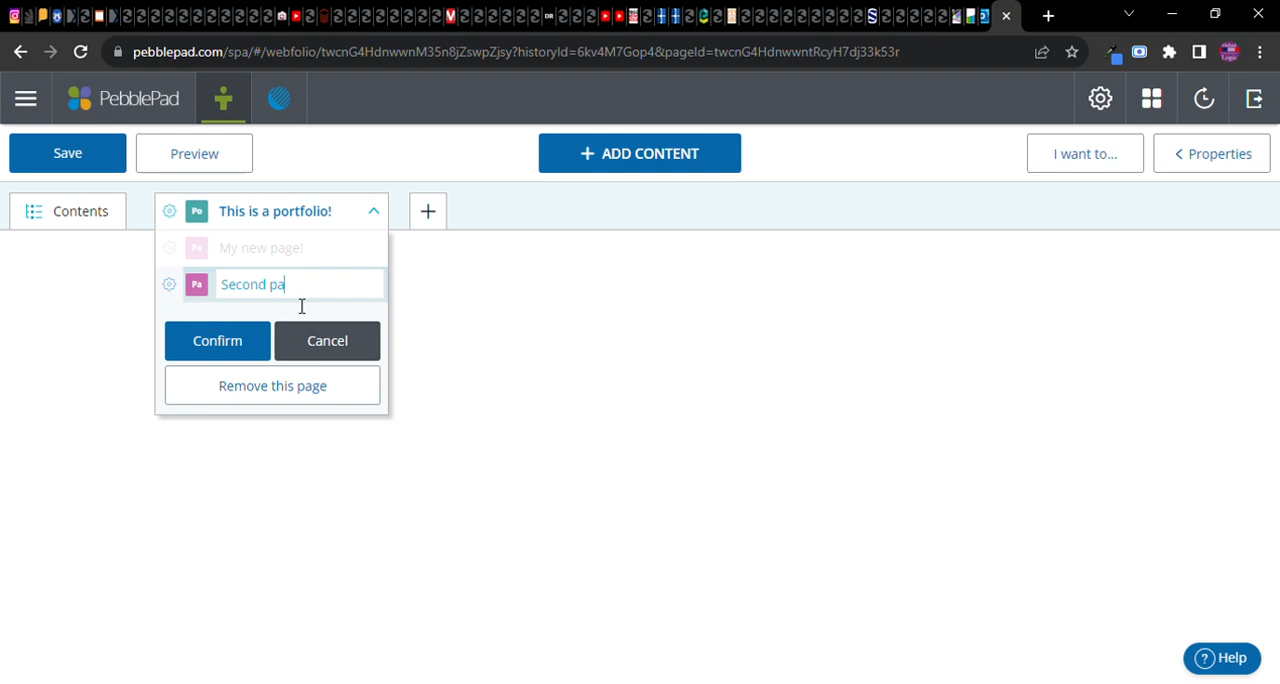 pebblepad.com/spa/#/webfolio/twcnG4HdnwwnM35n8jZswpZjsy?historyId=6kv4M7Gop4&pageId=twcnG4HdnwwntRcyH7dj33k53r
PebblePad
Save
Preview
+ ADD CONTENT
I want to...
< Properties
Contents
Po This is a portfolio!
+
Pa My new page!
Pa Second pa
Confirm
Cancel
Remove this page
? Help